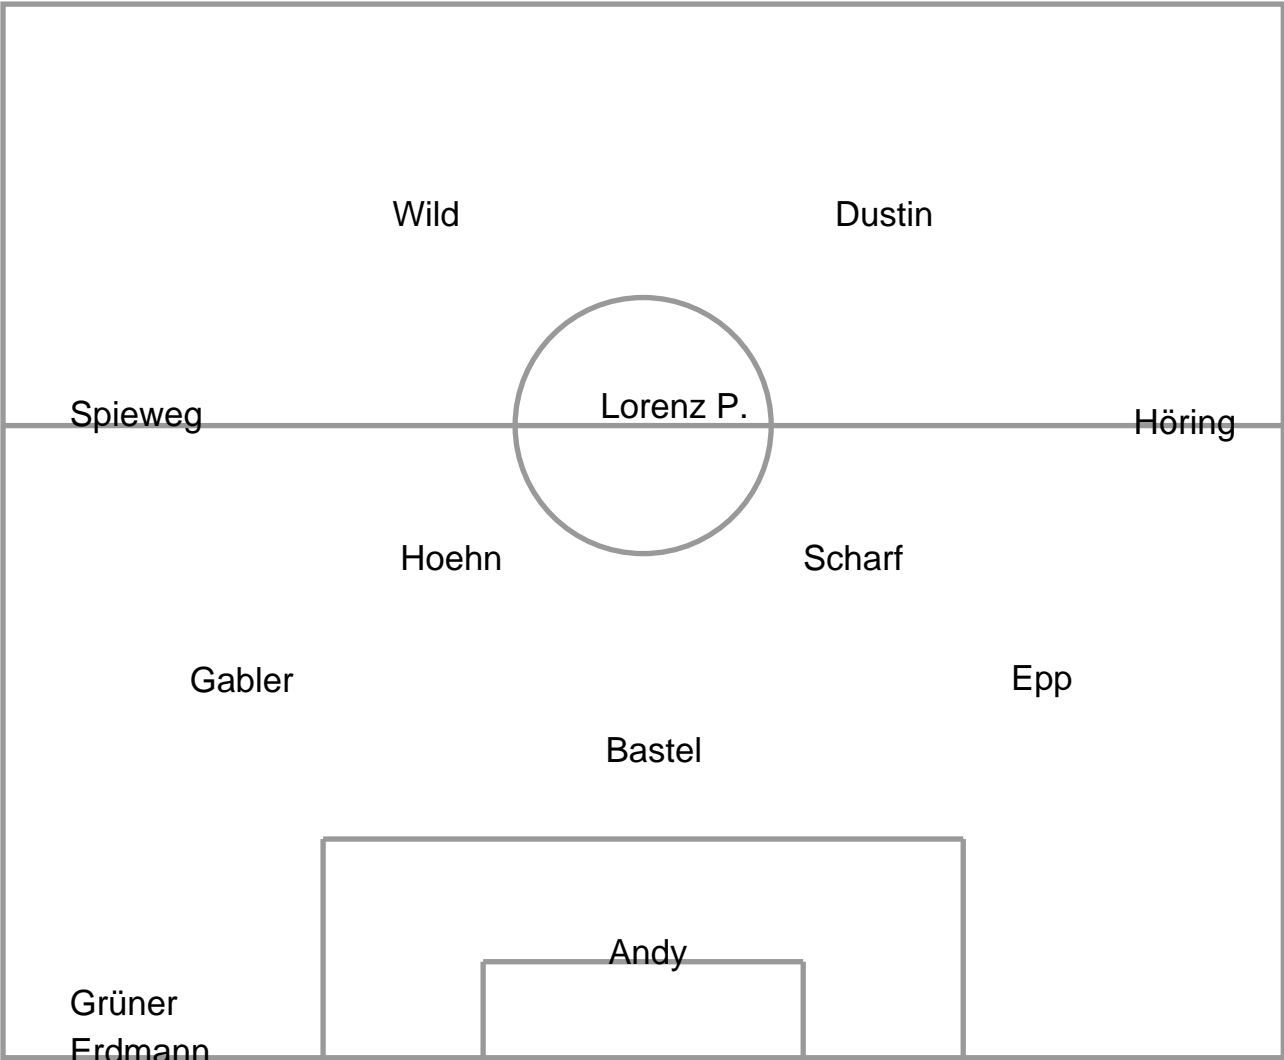 Wild Dustin
Lorenz P.
Spieweg Höring
Hoehn Scharf
Gabler Epp
Bastel
Andy
Grüner
Erdmann